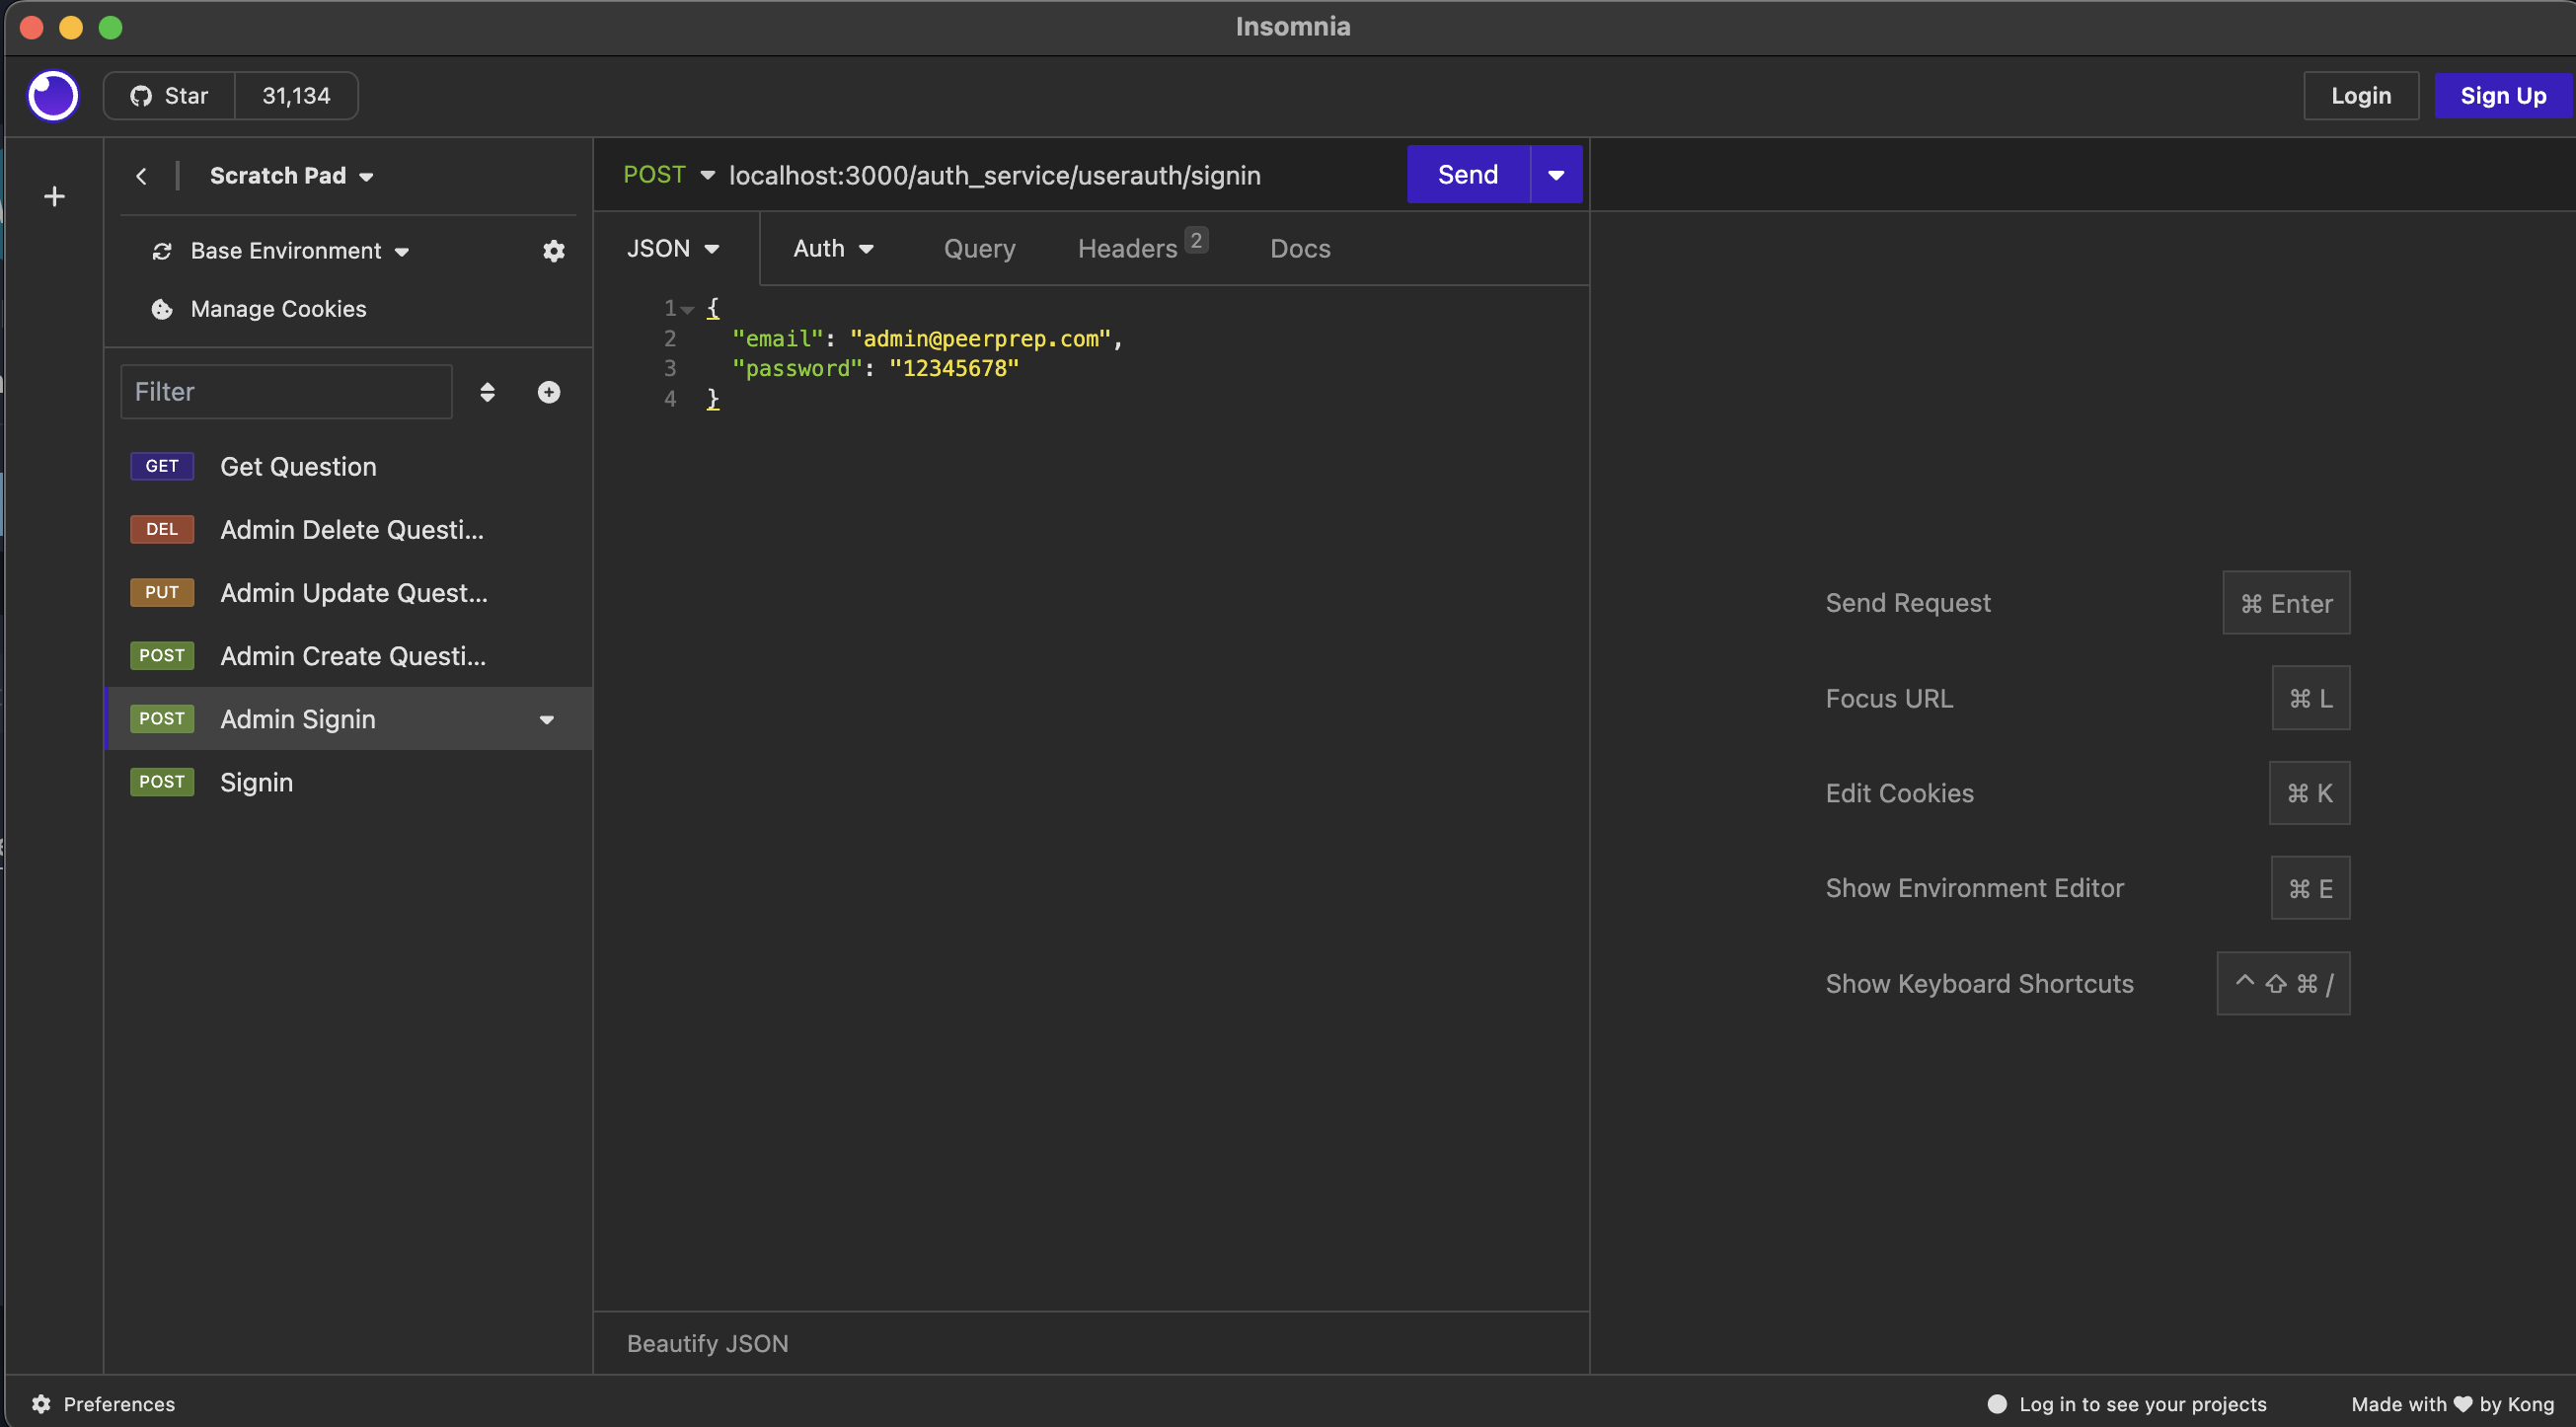 Insomnia
Star 31,134
Login Sign Up
Scratch Pad
Base Environment
Manage Cookies
Filter
GET Get Question
DEL Admin Delete Questi...
PUT Admin Update Quest...
POST Admin Create Questi...
POST Admin Signin
POST Signin
POST localhost:3000/auth_service/userauth/signin Send
JSON Auth Query Headers 2 Docs
1 {
2 "email": "admin@peerprep.com",
3 "password": "12345678"
4 }
Beautify JSON
Send Request ⌘ Enter
Focus URL ⌘ L
Edit Cookies ⌘ K
Show Environment Editor ⌘ E
Show Keyboard Shortcuts ^ ⇧ ⌘ /
Preferences
Log in to see your projects
Made with ♥ by Kong